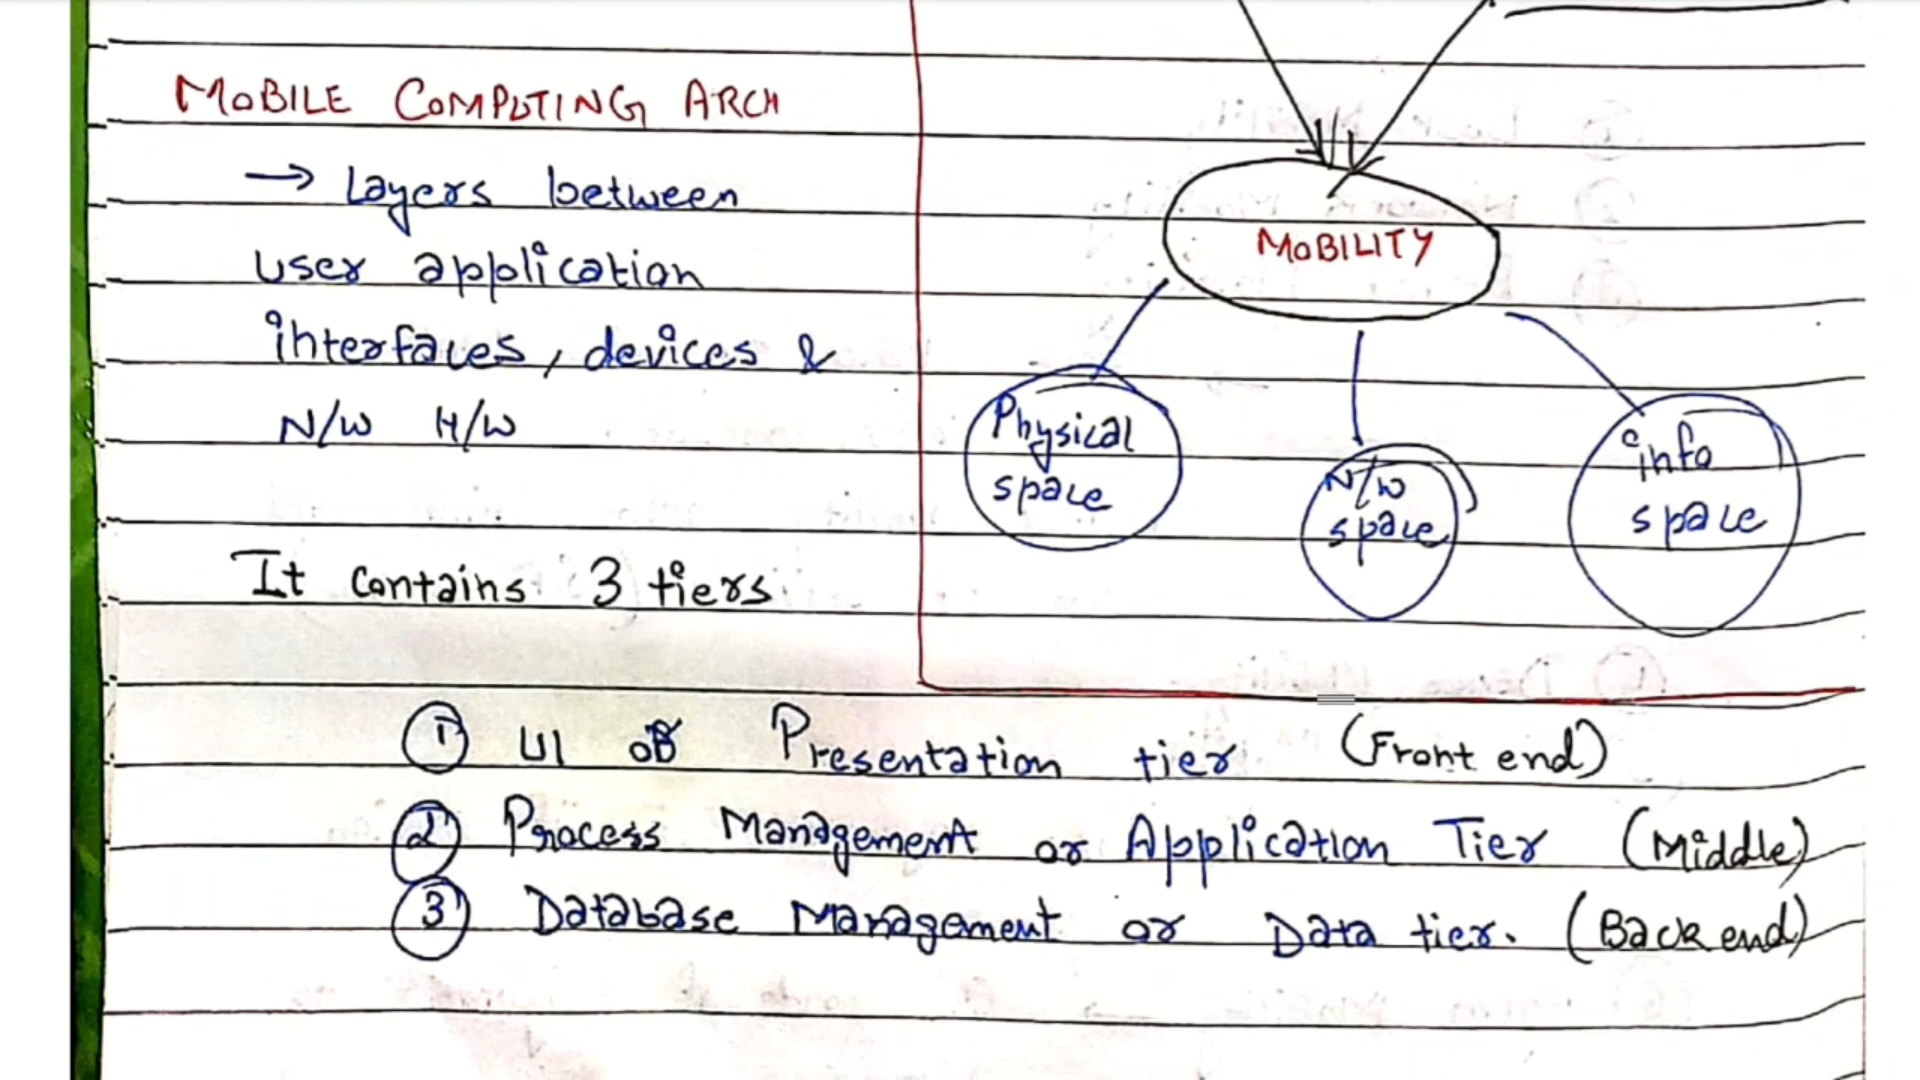 MOBILE COMPUTING ARCH
→ Layers between
user application
interfaces, devices &
N/W H/W
It contains 3 tiers
MOBILITY
Physical
space
N/W
space
info
space
① UI or Presentation tier (Front end)
② Process Management or Application Tier (Middle)
③ Database Management or Data tier. (Back end)